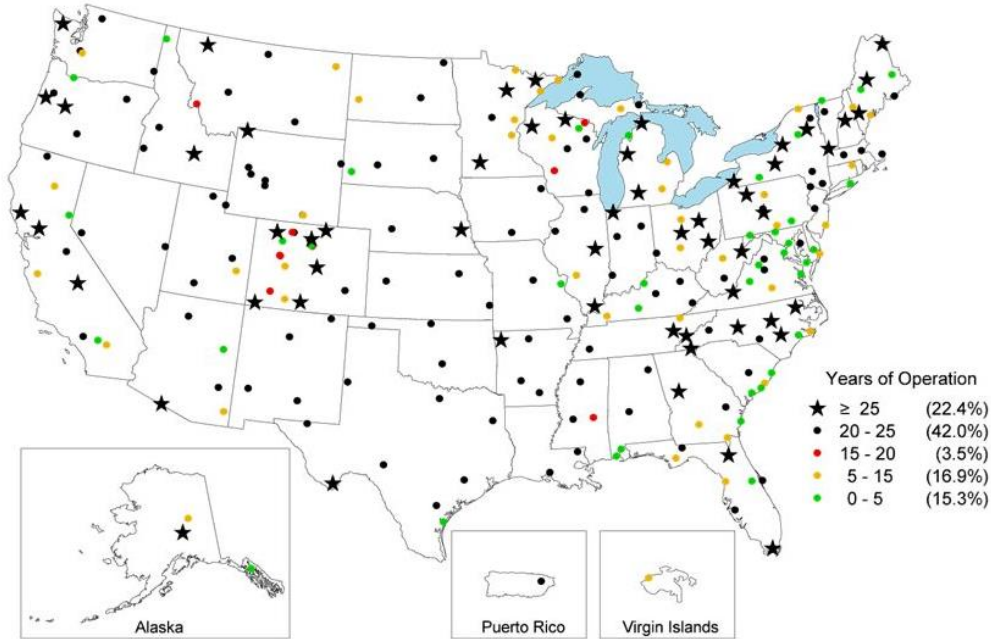 Years of Operation
≥ 25 (22.4%)
20 - 25 (42.0%)
15 - 20 (3.5%)
5 - 15 (16.9%)
0 - 5 (15.3%)
Alaska
Puerto Rico
Virgin Islands